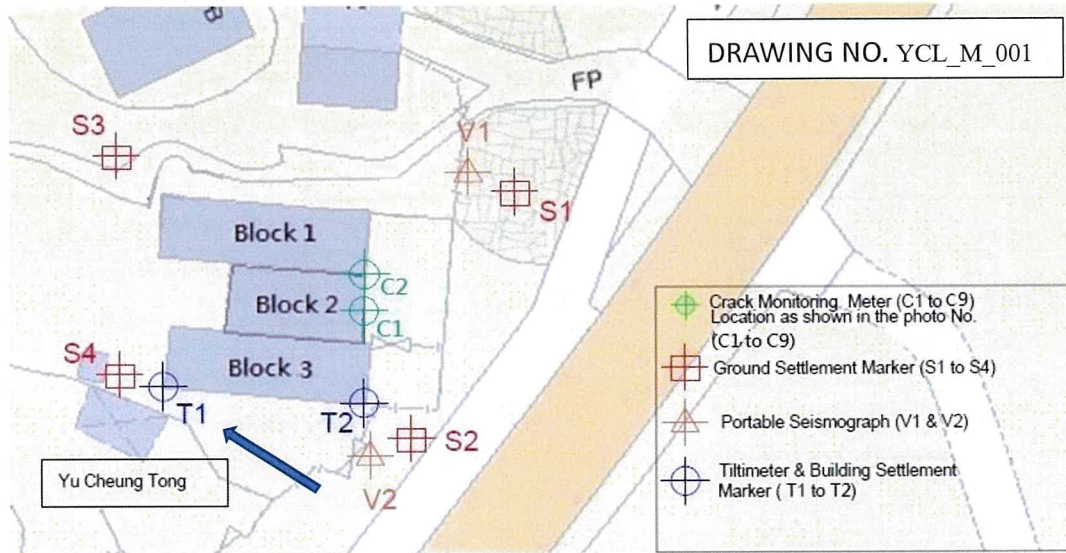 B
DRAWING NO. YCL_M_001
FP
S3
V1
S1
Block 1
C2
Block 2
C1
S4
Block 3
T1
T2
S2
V2
Yu Cheung Tong
Crack Monitoring Meter (C1 to C9)
Location as shown in the photo No.
(C1 to C9)
Ground Settlement Marker (S1 to S4)
Portable Seismograph (V1 & V2)
Tiltimeter & Building Settlement
Marker ( T1 to T2)